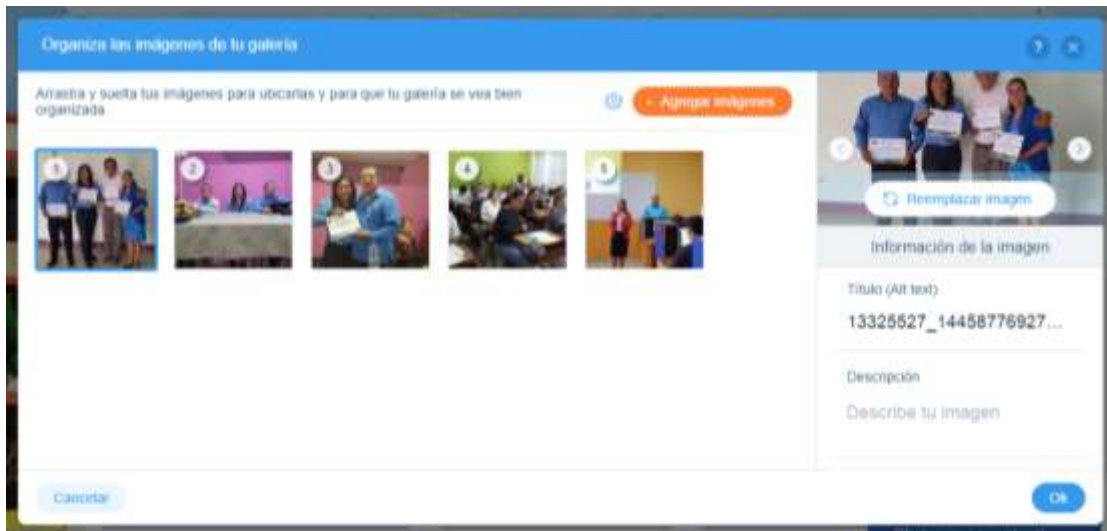 Organiza las imágenes de tu galería
?
Arrastra y suelta tus imágenes para ubicarlas y para que tu galería se vea bien
organizada.
+ Agregar imágenes
1
2
3
4
5
Reemplazar imagen
Información de la imagen
Título (Alt text)
13325527_14458776927...
Descripción
Describe tu imagen
Cancelar
Ok